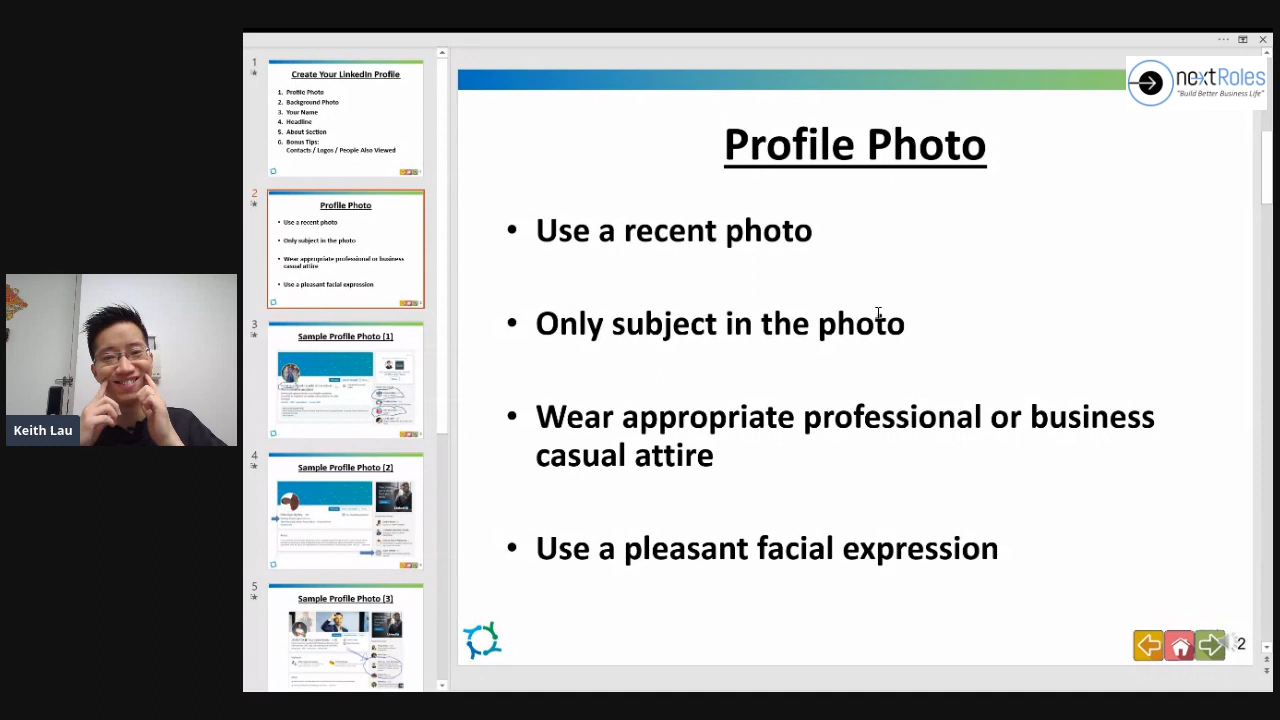 Keith Lau
1
Create Your LinkedIn Profile
1. Profile Photo
2. Background Photo
3. Your Name
4. Headline
5. About Section
6. Bonus Tips:
Contacts / Logos / People Also Viewed
2
Profile Photo
• Use a recent photo
• Only subject in the photo
• Wear appropriate professional or business
casual attire
• Use a pleasant facial expression
3
Sample Profile Photo (1)
4
Sample Profile Photo (2)
5
Sample Profile Photo (3)
nextRoles
"Build Better Business Life"
Profile Photo
• Use a recent photo
• Only subject in the photo
• Wear appropriate professional or business
casual attire
• Use a pleasant facial expression
2